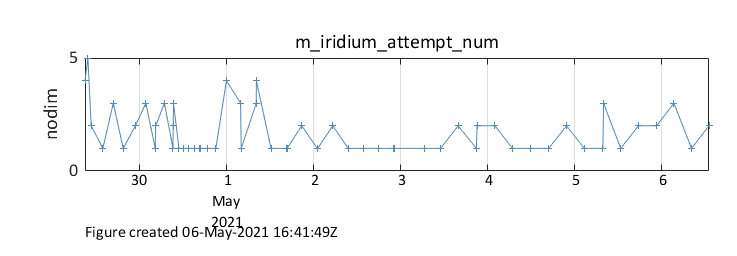 m_iridium_attempt_num
5
nodim
0
30 1 2 3 4 5 6
May
2021
Figure created 06-May-2021 16:41:49Z